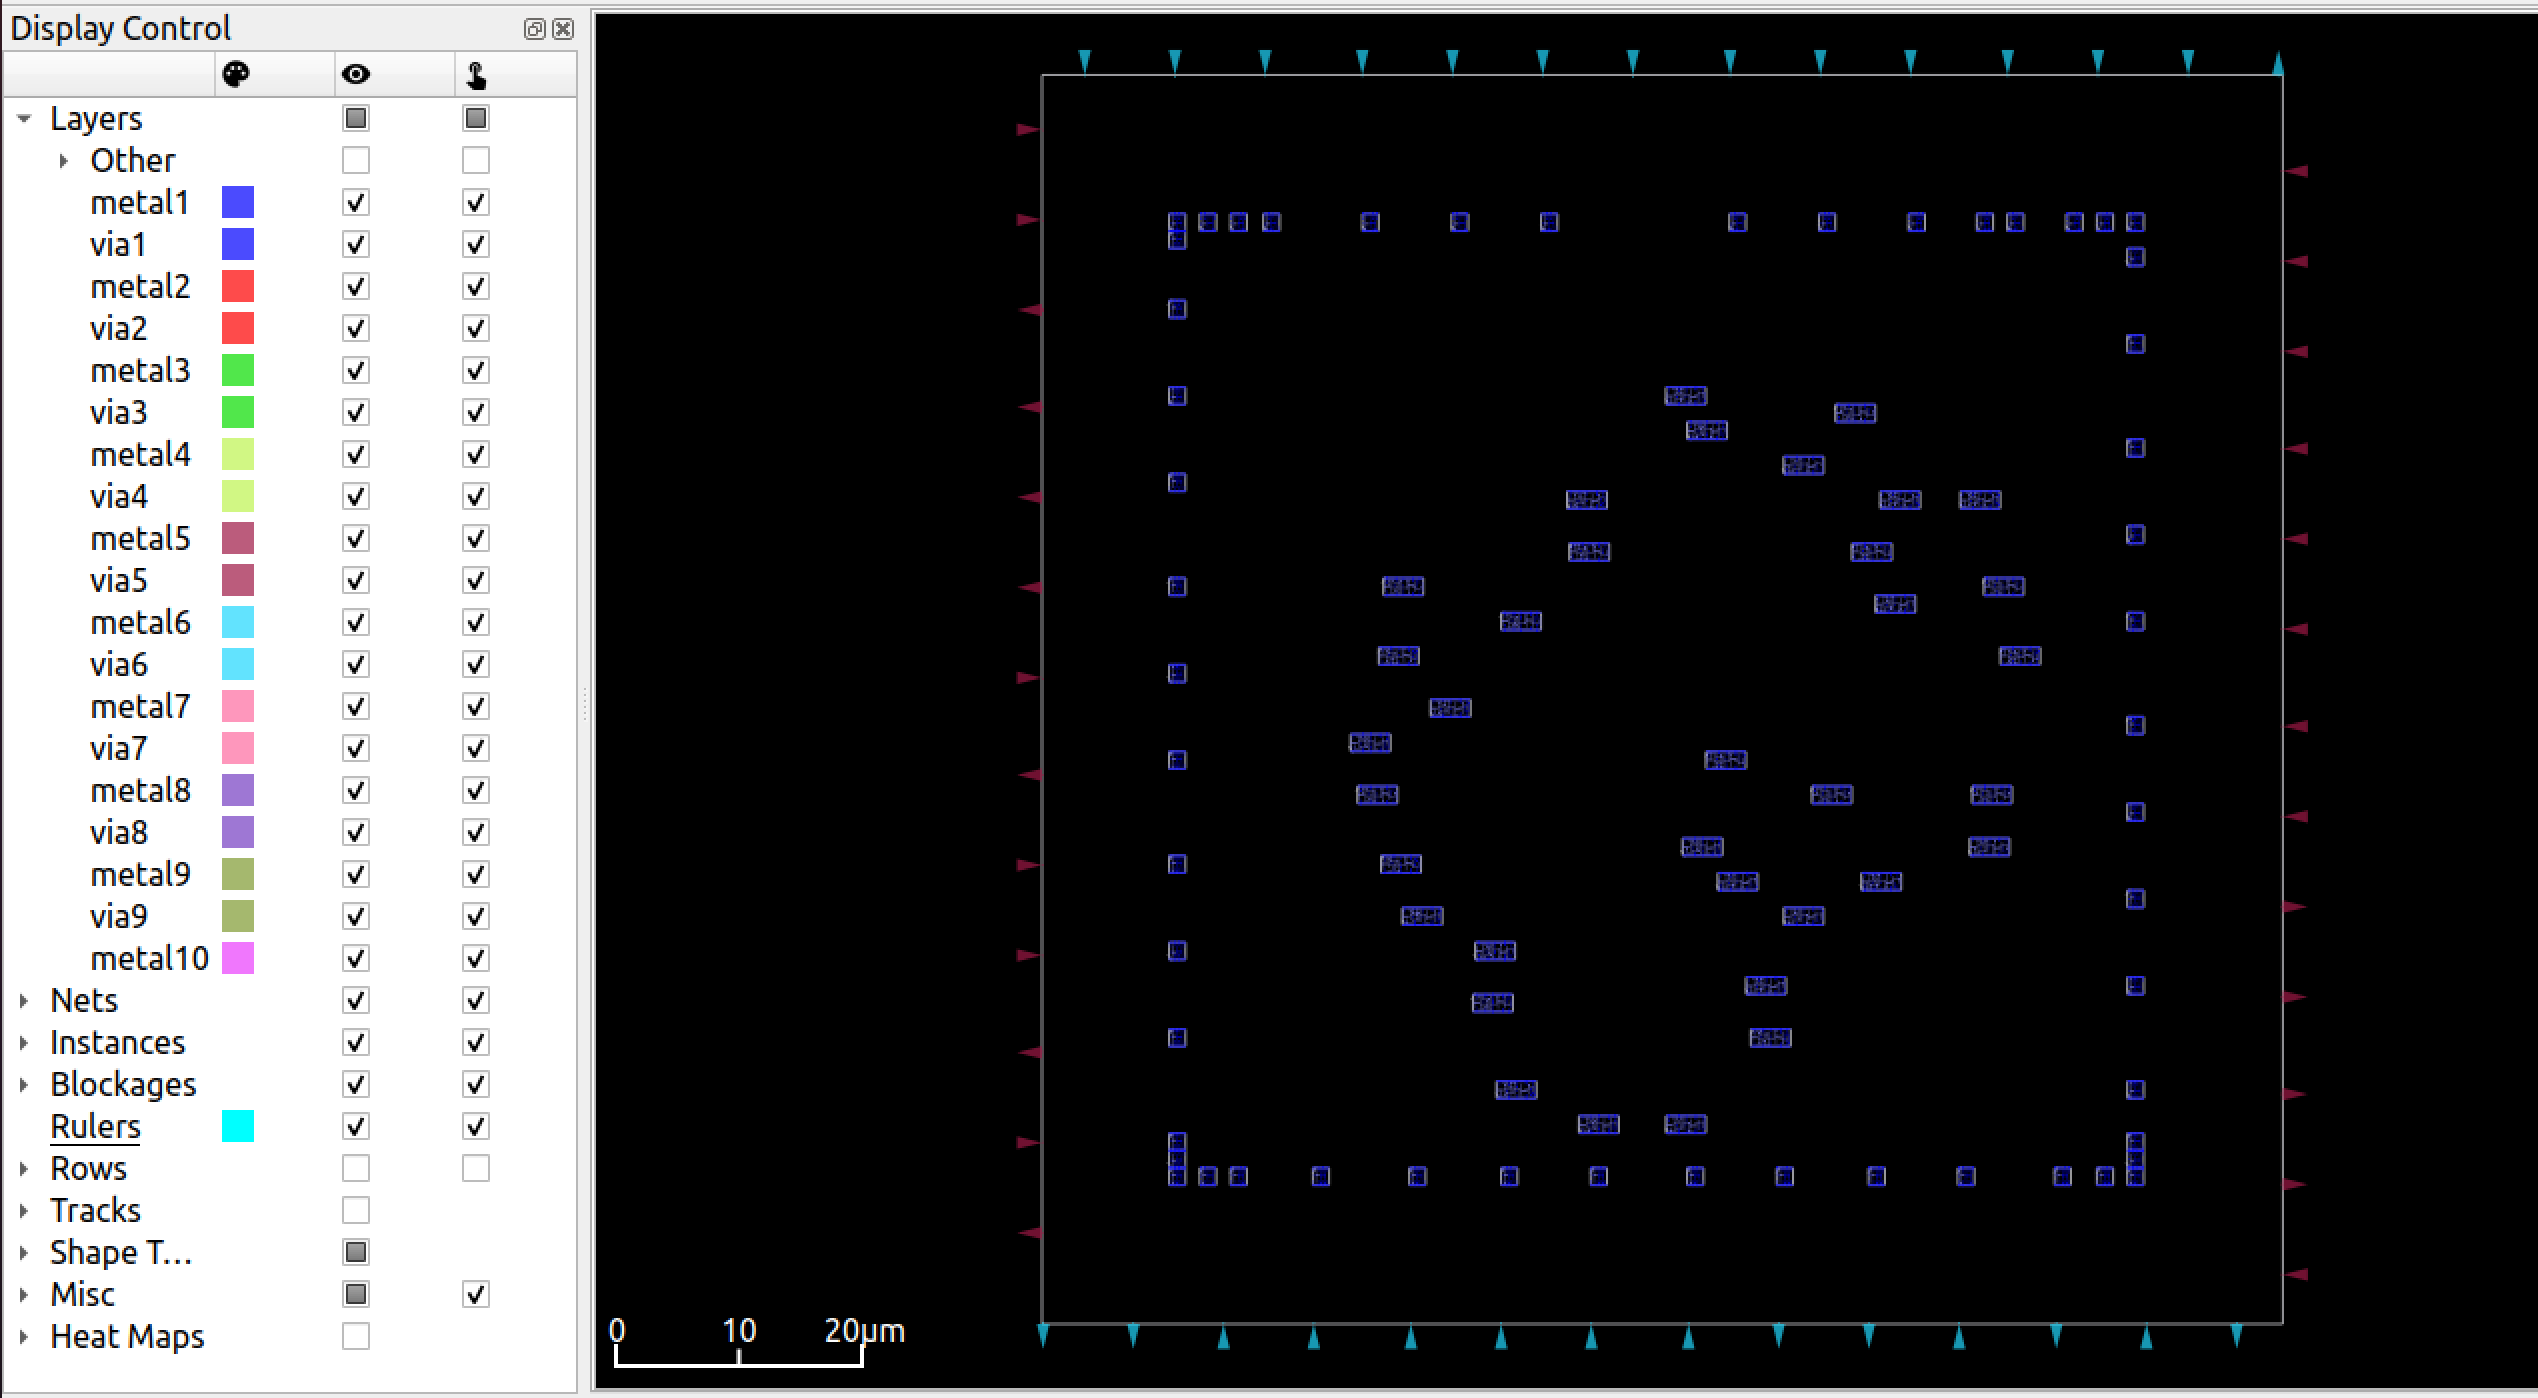 Display Control
Layers
Other
metal1
via1
metal2
via2
metal3
via3
metal4
via4
metal5
via5
metal6
via6
metal7
via7
metal8
via8
metal9
via9
metal10
Nets
Instances
Blockages
Rulers
Rows
Tracks
Shape T...
Misc
Heat Maps
0 10 20μm